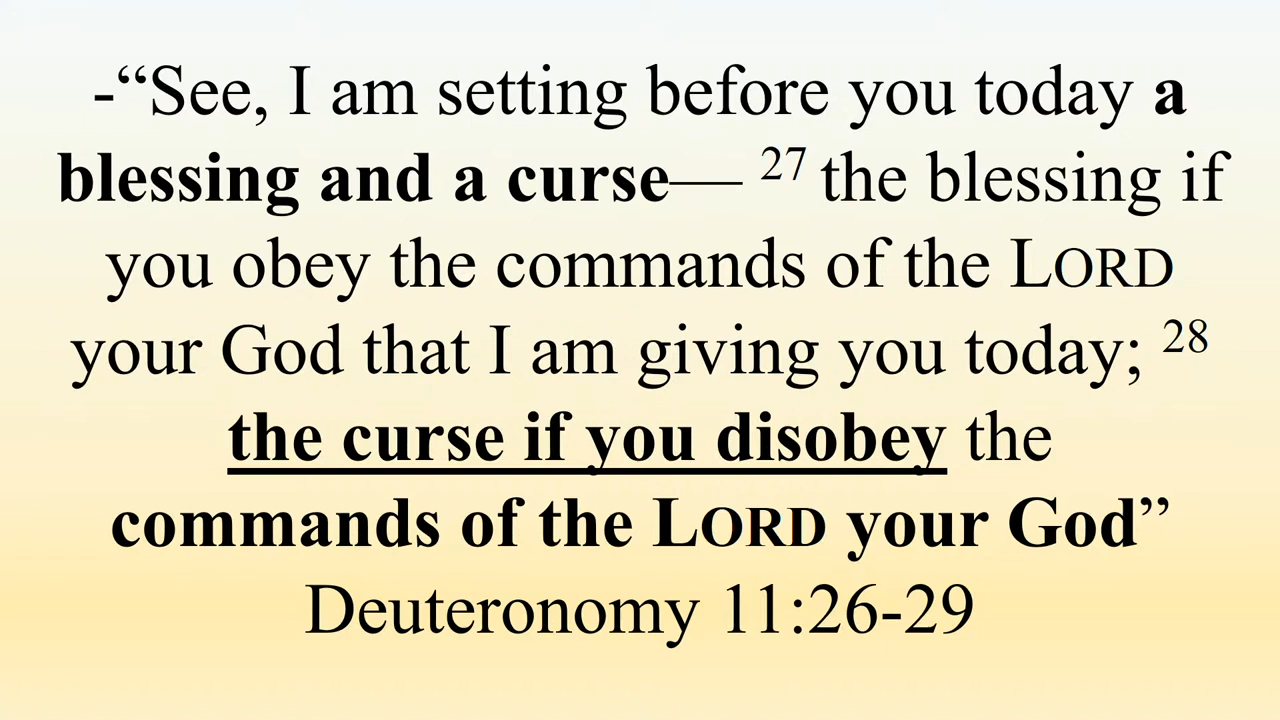 -“See, I am setting before you today a
blessing and a curse— 27 the blessing if
you obey the commands of the LORD
your God that I am giving you today; 28
the curse if you disobey the
commands of the LORD your God”
Deuteronomy 11:26-29